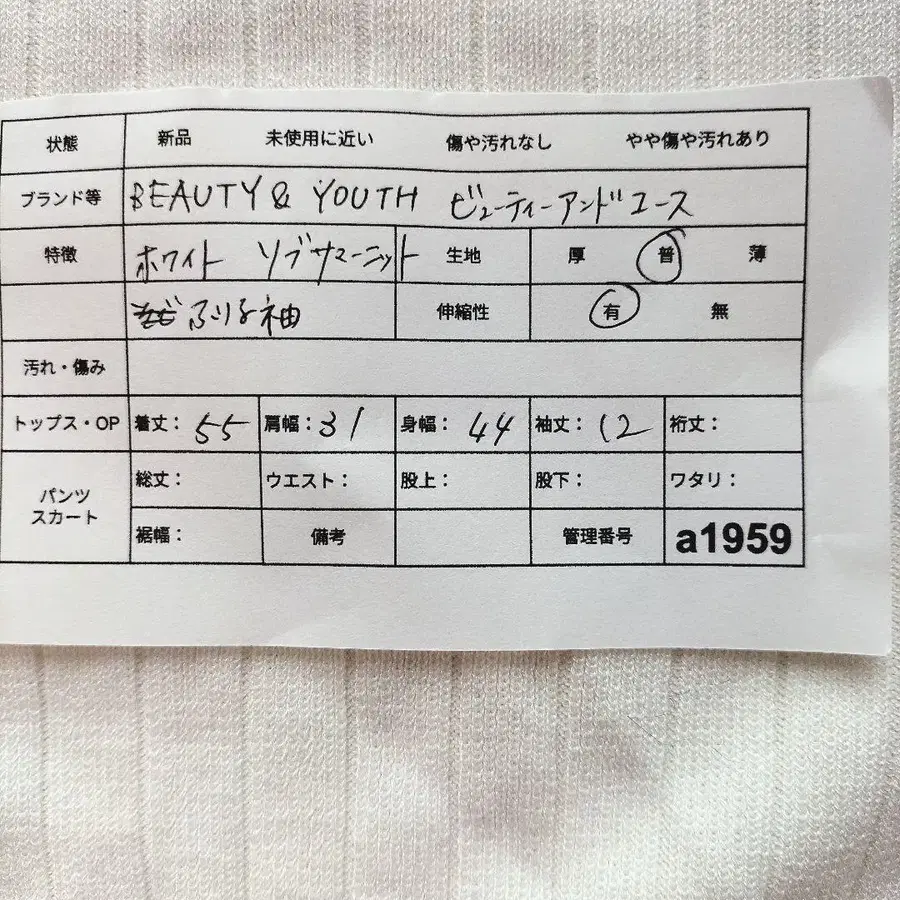 状態 新品 未使用に近い 傷や汚れなし やや傷や汚れあり
ブランド等 BEAUTY & YOUTH ビューティーアンドユース
特徴 ホワイト リブサマーニット 生地 厚 普 薄
ふりる袖 伸縮性 有 無
汚れ・傷み
トップス・OP 着丈: 55 肩幅: 31 身幅: 44 袖丈: 12 裄丈:
パンツ スカート 総丈: ウエスト: 股上: 股下: ワタリ:
裾幅: 備考 管理番号 a1959